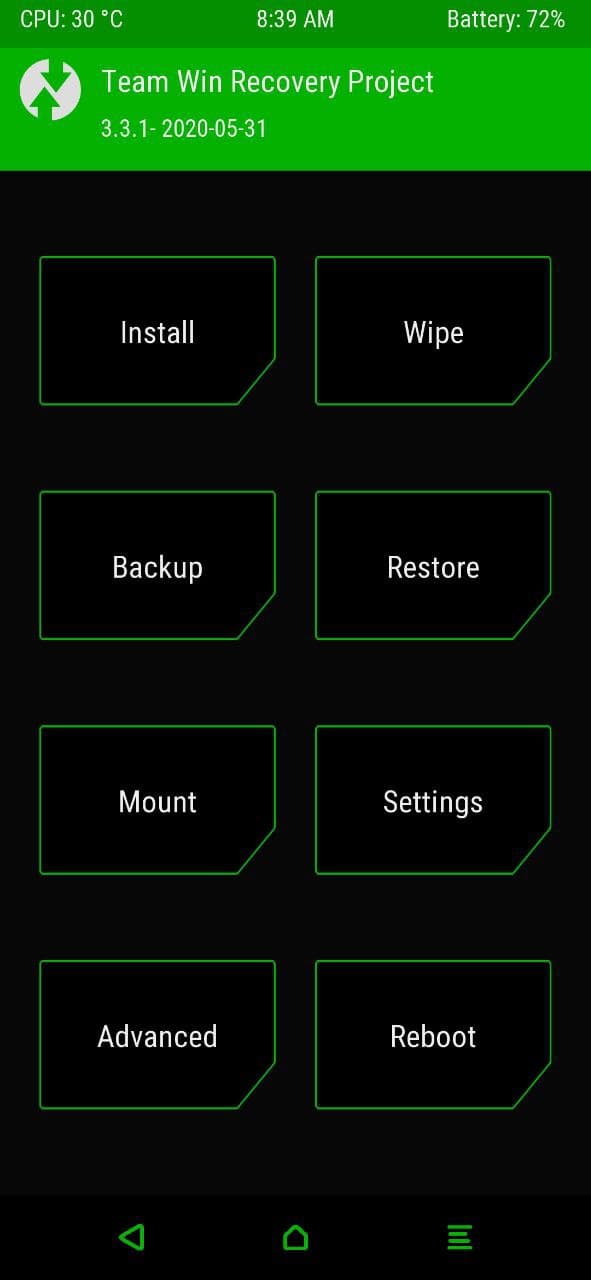 CPU: 30 °C 8:39 AM Battery: 72%
Team Win Recovery Project
3.3.1- 2020-05-31
Install Wipe
Backup Restore
Mount Settings
Advanced Reboot